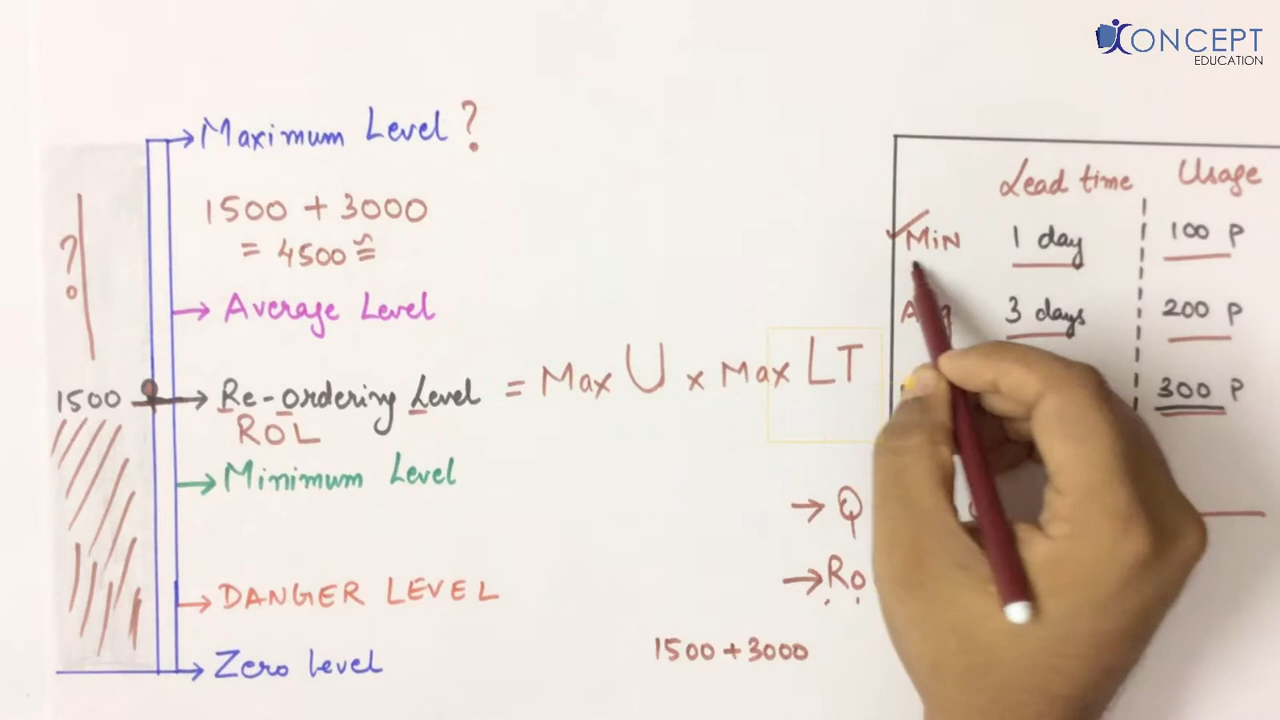 CONCEPT
EDUCATION
Maximum Level ?
1500 + 3000
= 4500
?
Average Level
1500
Re-ordering Level = Max U x Max LT
ROL
Minimum Level
DANGER LEVEL
Zero level
Lead time Usage
MiN 1 day 100 P
3 days 200 P
300 P
→ Q
→ Ro
1500 + 3000